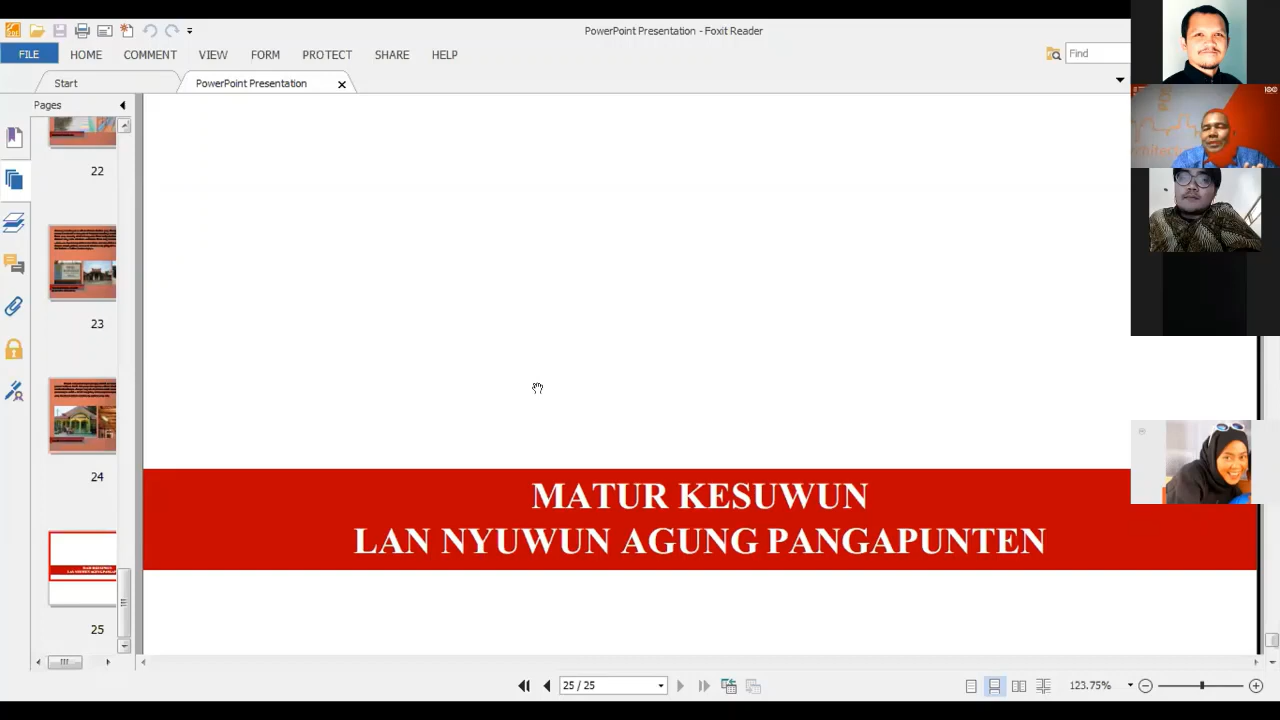 PowerPoint Presentation - Foxit Reader
FILE HOME COMMENT VIEW FORM PROTECT SHARE HELP
Find
Start PowerPoint Presentation
Pages
22
23
24
25
MATUR KESUWUN
LAN NYUWUN AGUNG PANGAPUNTEN
25 / 25
123.75%